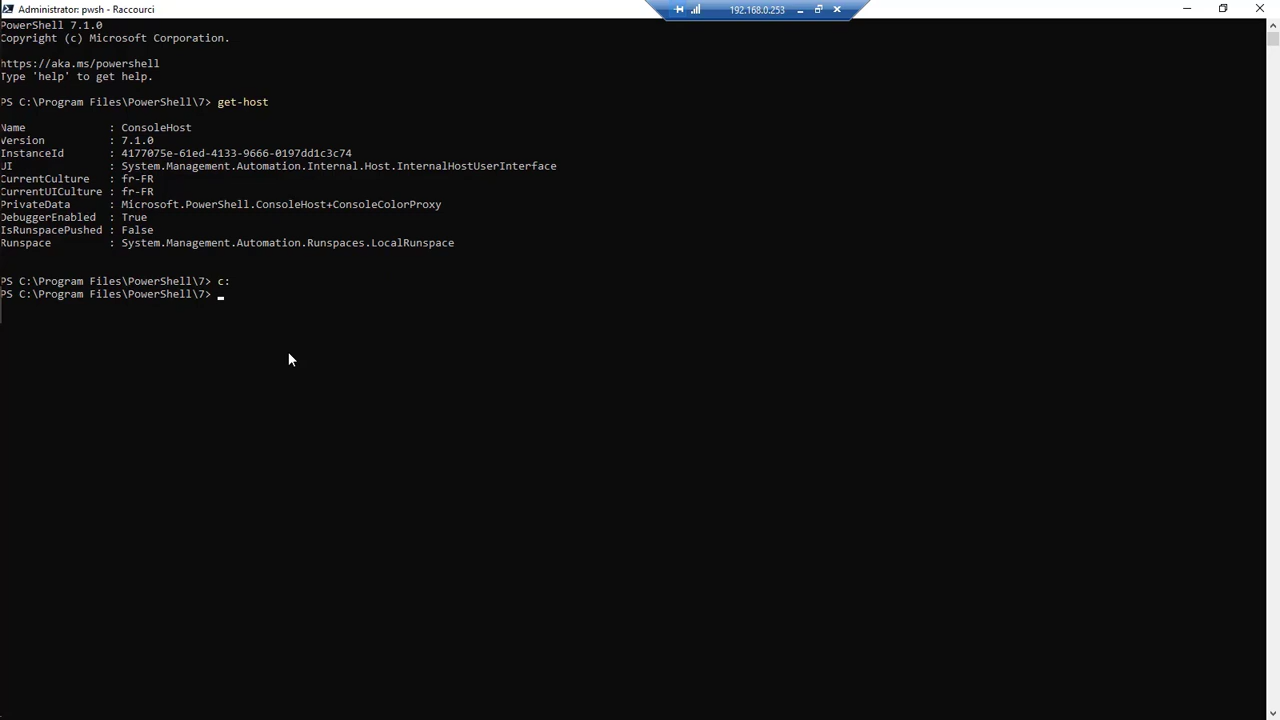 Administrator: pwsh - Raccourci
192.168.0.253
PowerShell 7.1.0
Copyright (c) Microsoft Corporation.
https://aka.ms/powershell
Type 'help' to get help.
PS C:\Program Files\PowerShell\7> get-host
Name : ConsoleHost
Version : 7.1.0
InstanceId : 4177075e-61ed-4133-9666-0197dd1c3c74
UI : System.Management.Automation.Internal.Host.InternalHostUserInterface
CurrentCulture : fr-FR
CurrentUICulture : fr-FR
PrivateData : Microsoft.PowerShell.ConsoleHost+ConsoleColorProxy
DebuggerEnabled : True
IsRunspacePushed : False
Runspace : System.Management.Automation.Runspaces.LocalRunspace
PS C:\Program Files\PowerShell\7> c:
PS C:\Program Files\PowerShell\7>